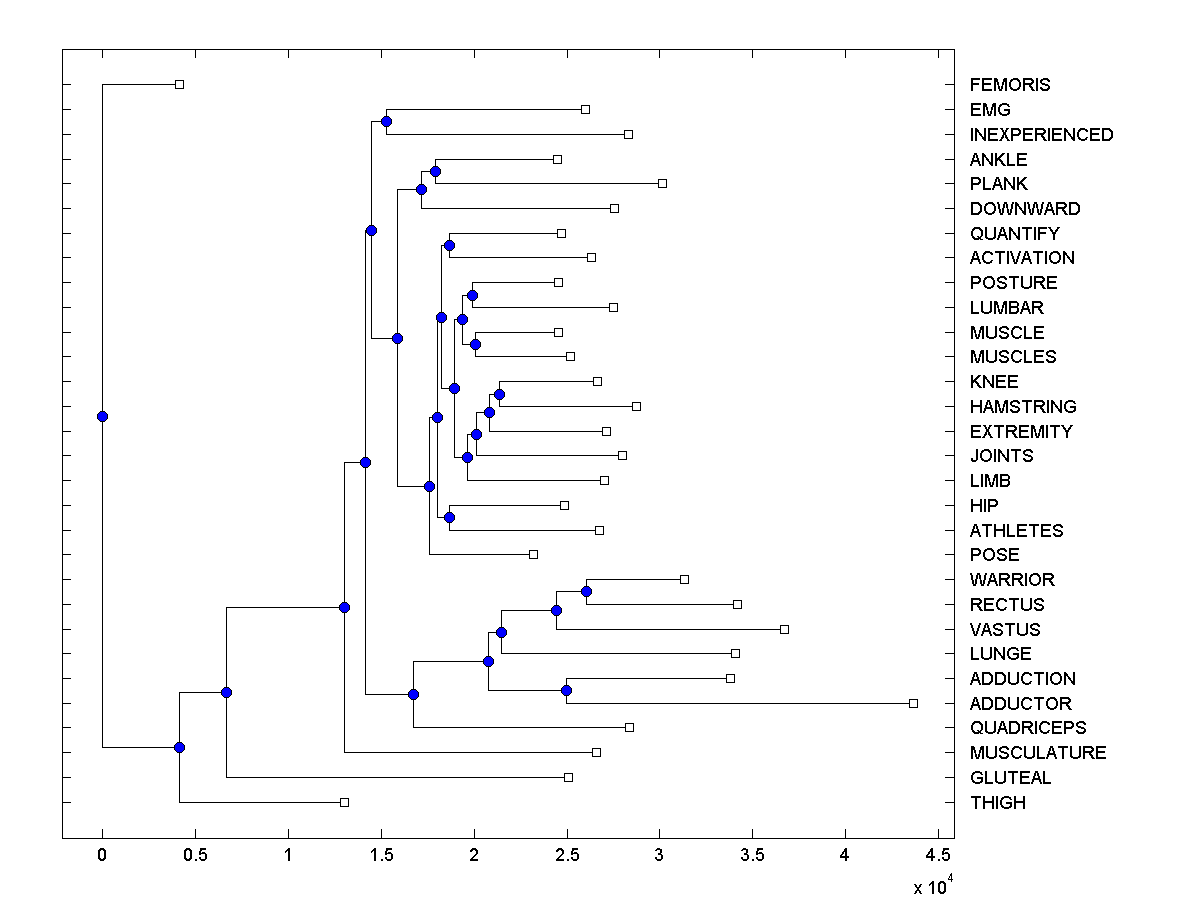 FEMORIS
EMG
INEXPERIENCED
ANKLE
PLANK
DOWNWARD
QUANTIFY
ACTIVATION
POSTURE
LUMBAR
MUSCLE
MUSCLES
KNEE
HAMSTRING
EXTREMITY
JOINTS
LIMB
HIP
ATHLETES
POSE
WARRIOR
RECTUS
VASTUS
LUNGE
ADDUCTION
ADDUCTOR
QUADRICEPS
MUSCULATURE
GLUTEAL
THIGH
0 0.5 1 1.5 2 2.5 3 3.5 4 4.5
x 10^4